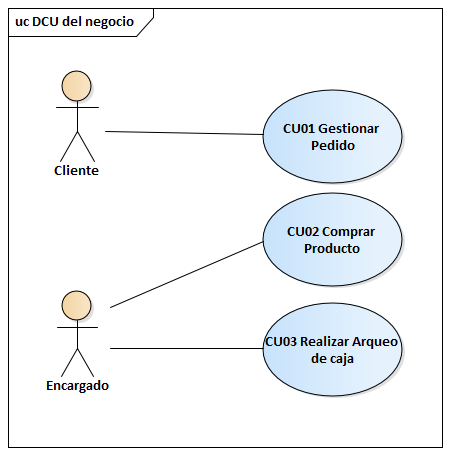 uc DCU del negocio
Cliente
CU01 Gestionar
Pedido
CU02 Comprar
Producto
Encargado
CU03 Realizar Arqueo
de caja